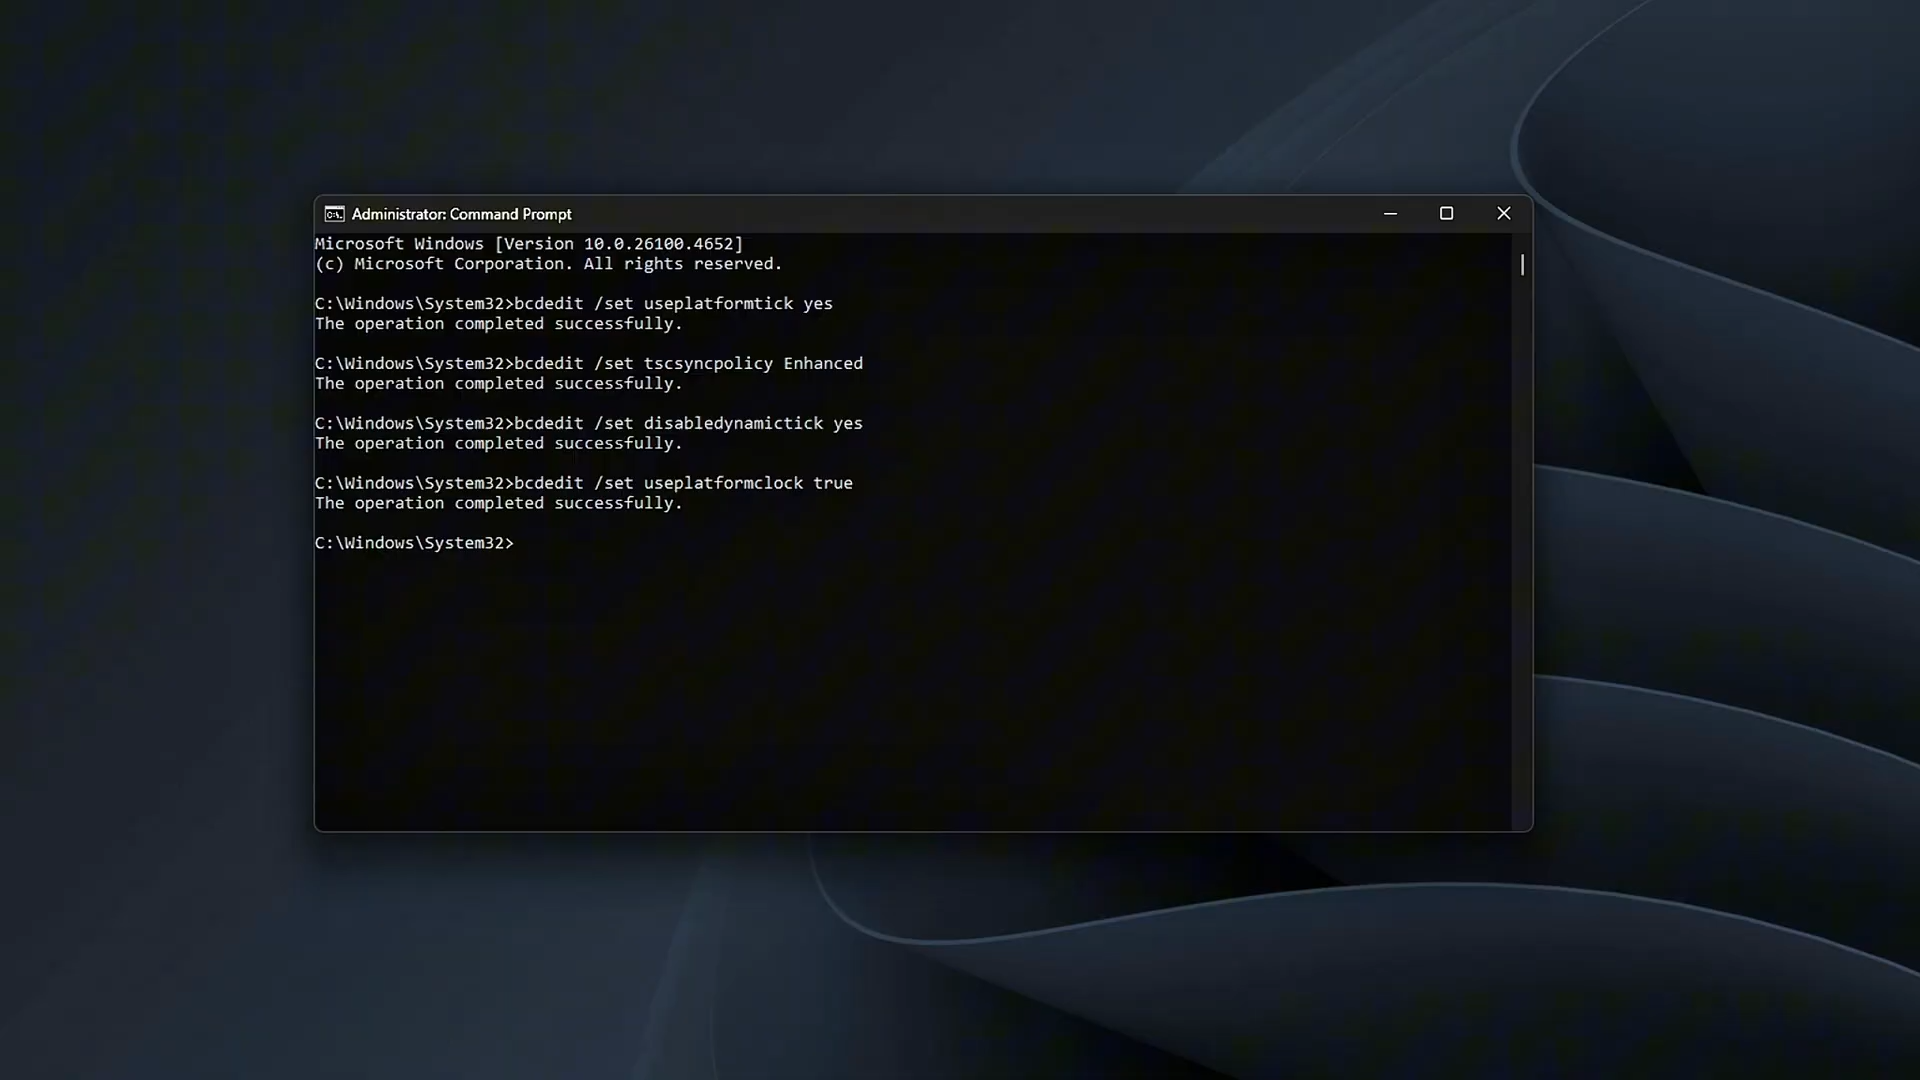 Administrator: Command Prompt
Microsoft Windows [Version 10.0.26100.4652]
(c) Microsoft Corporation. All rights reserved.
C:\Windows\System32>bcdedit /set useplatformtick yes
The operation completed successfully.
C:\Windows\System32>bcdedit /set tscsyncpolicy Enhanced
The operation completed successfully.
C:\Windows\System32>bcdedit /set disabledynamictick yes
The operation completed successfully.
C:\Windows\System32>bcdedit /set useplatformclock true
The operation completed successfully.
C:\Windows\System32>